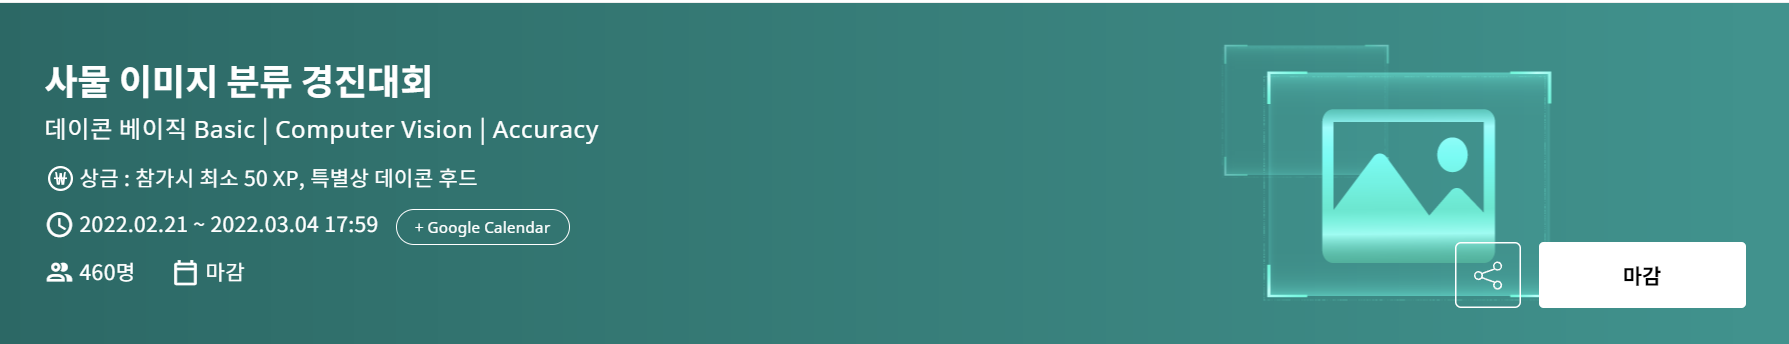 사물 이미지 분류 경진대회
데이콘 베이직 Basic | Computer Vision | Accuracy
₩ 상금 : 참가시 최소 50 XP, 특별상 데이콘 후드
2022.02.21 ~ 2022.03.04 17:59 + Google Calendar
460명 마감
마감